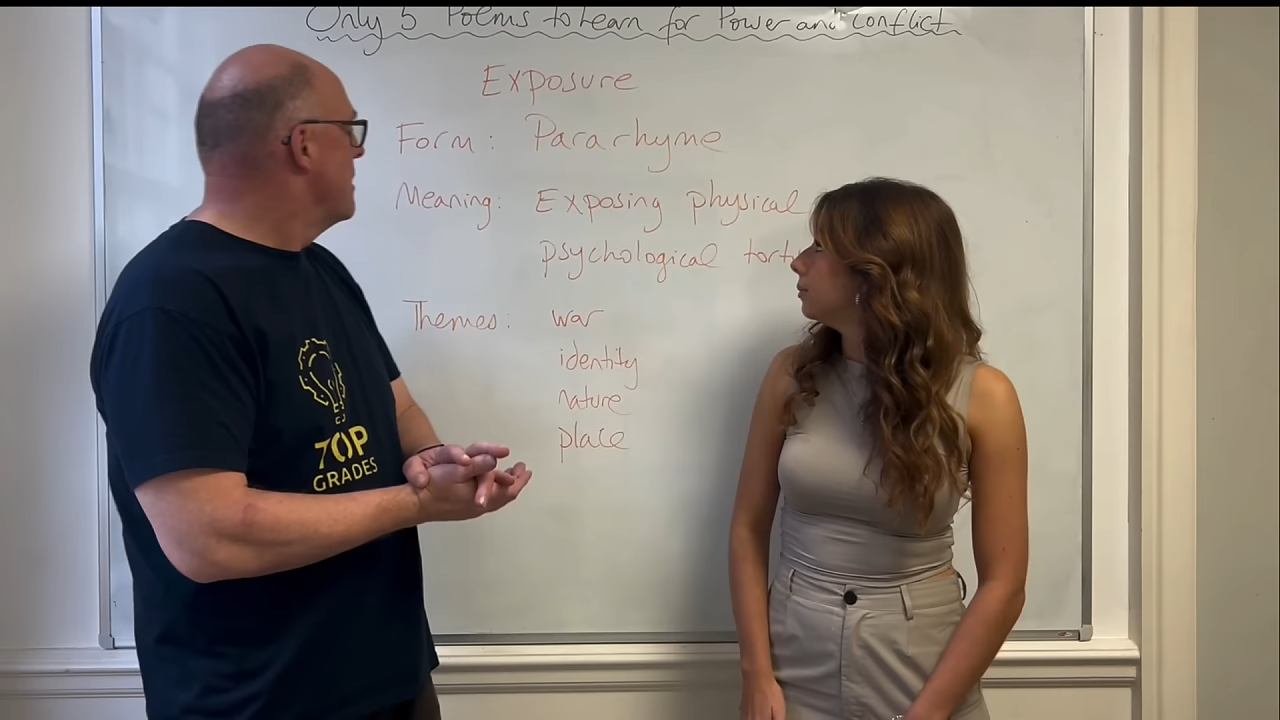 Only 5 Poems to Learn for Power and Conflict
Exposure
Form: Pararhyme
Meaning: Exposing physical
psychological
Themes: war
identity
nature
place
TOP
GRADES